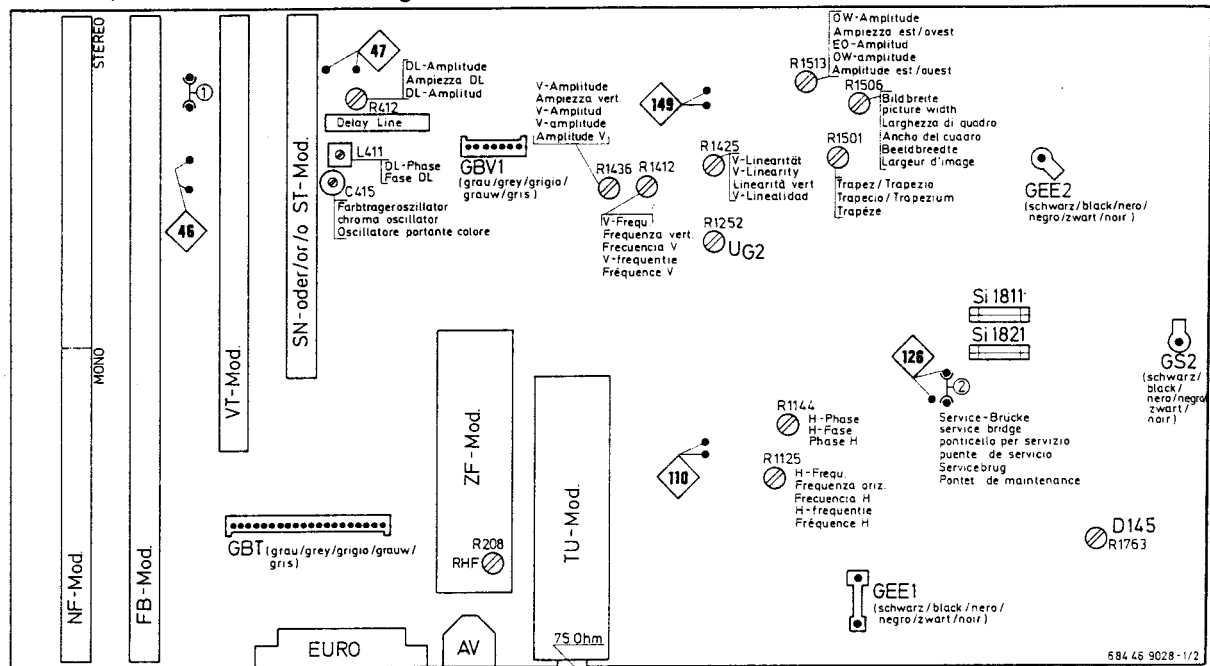 STEREO
MONO
NF-Mod.
FB-Mod.
VT-Mod.
SN-oder/or/o ST-Mod.
1
46
47
DL-Amplitude
Ampiezza DL
DL-Amplitud
R412
Delay Line
L411
DL-Phase
Fase DL
C415
Farbtrageroszillator
chroma oscillator
Oscillatore portante colore
GBV1
(grau/grey/grigio/
grauw/gris)
V-Amplitude
Ampiezza vert.
V-Amplitud
V-amplitude
Amplitude V
R1436
R1412
V-Frequ.
Frequenza vert.
Frecuencia V
V-frequentie
Fréquence V
149
R1425
V-Linearität
V-Linearity
Linearità vert
V-Linealidad
R1252
UG2
OW-Amplitude
Ampiezza est/ovest
EO-Amplitud
OW-amplitude
Amplitude est/ouest
R1513
R1506
Bildbreite
picture width
Larghezza di quadro
Ancho del cuadro
Beeldbreedte
Largeur d'image
R1501
Trapez/Trapezio
Trapecio/Trapezium
Trapéze
GEE2
(schwarz/black/nero/
negro/zwart/noir)
Si 1811
Si 1821
GS2
(schwarz/
black/
nero/negro/
zwart/
noir)
126
2
Service-Brücke
service bridge
ponticello per servizio
puente de servicio
Servicebrug
Pontet de maintenance
R1144
H-Phase
H-Fase
Phase H
110
R1125
H-Frequ.
Frequenza oriz.
Frecuencia H
H-frequentie
Fréquence H
D145
R1763
GEE1
(schwarz/black/nero/
negro/zwart/noir)
ZF-Mod.
R208
RHF
TU-Mod.
75 Ohm
GBT (grau/grey/grigio/grauw/
gris)
EURO
AV
684 46 9028-1/2